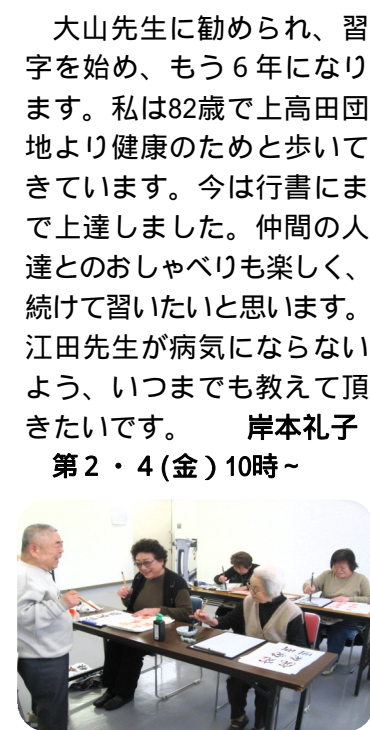 大山先生に勧められ、習
字を始め、もう６年になり
ます。私は82歳で上高田団
地より健康のためと歩いて
きています。今は行書にま
で上達しました。仲間の人
達とのおしゃべりも楽しく、
続けて習いたいと思います。
江田先生が病気にならない
よう、いつまでも教えて頂
きたいです。　　岸本礼子
第２・４(金）10時～